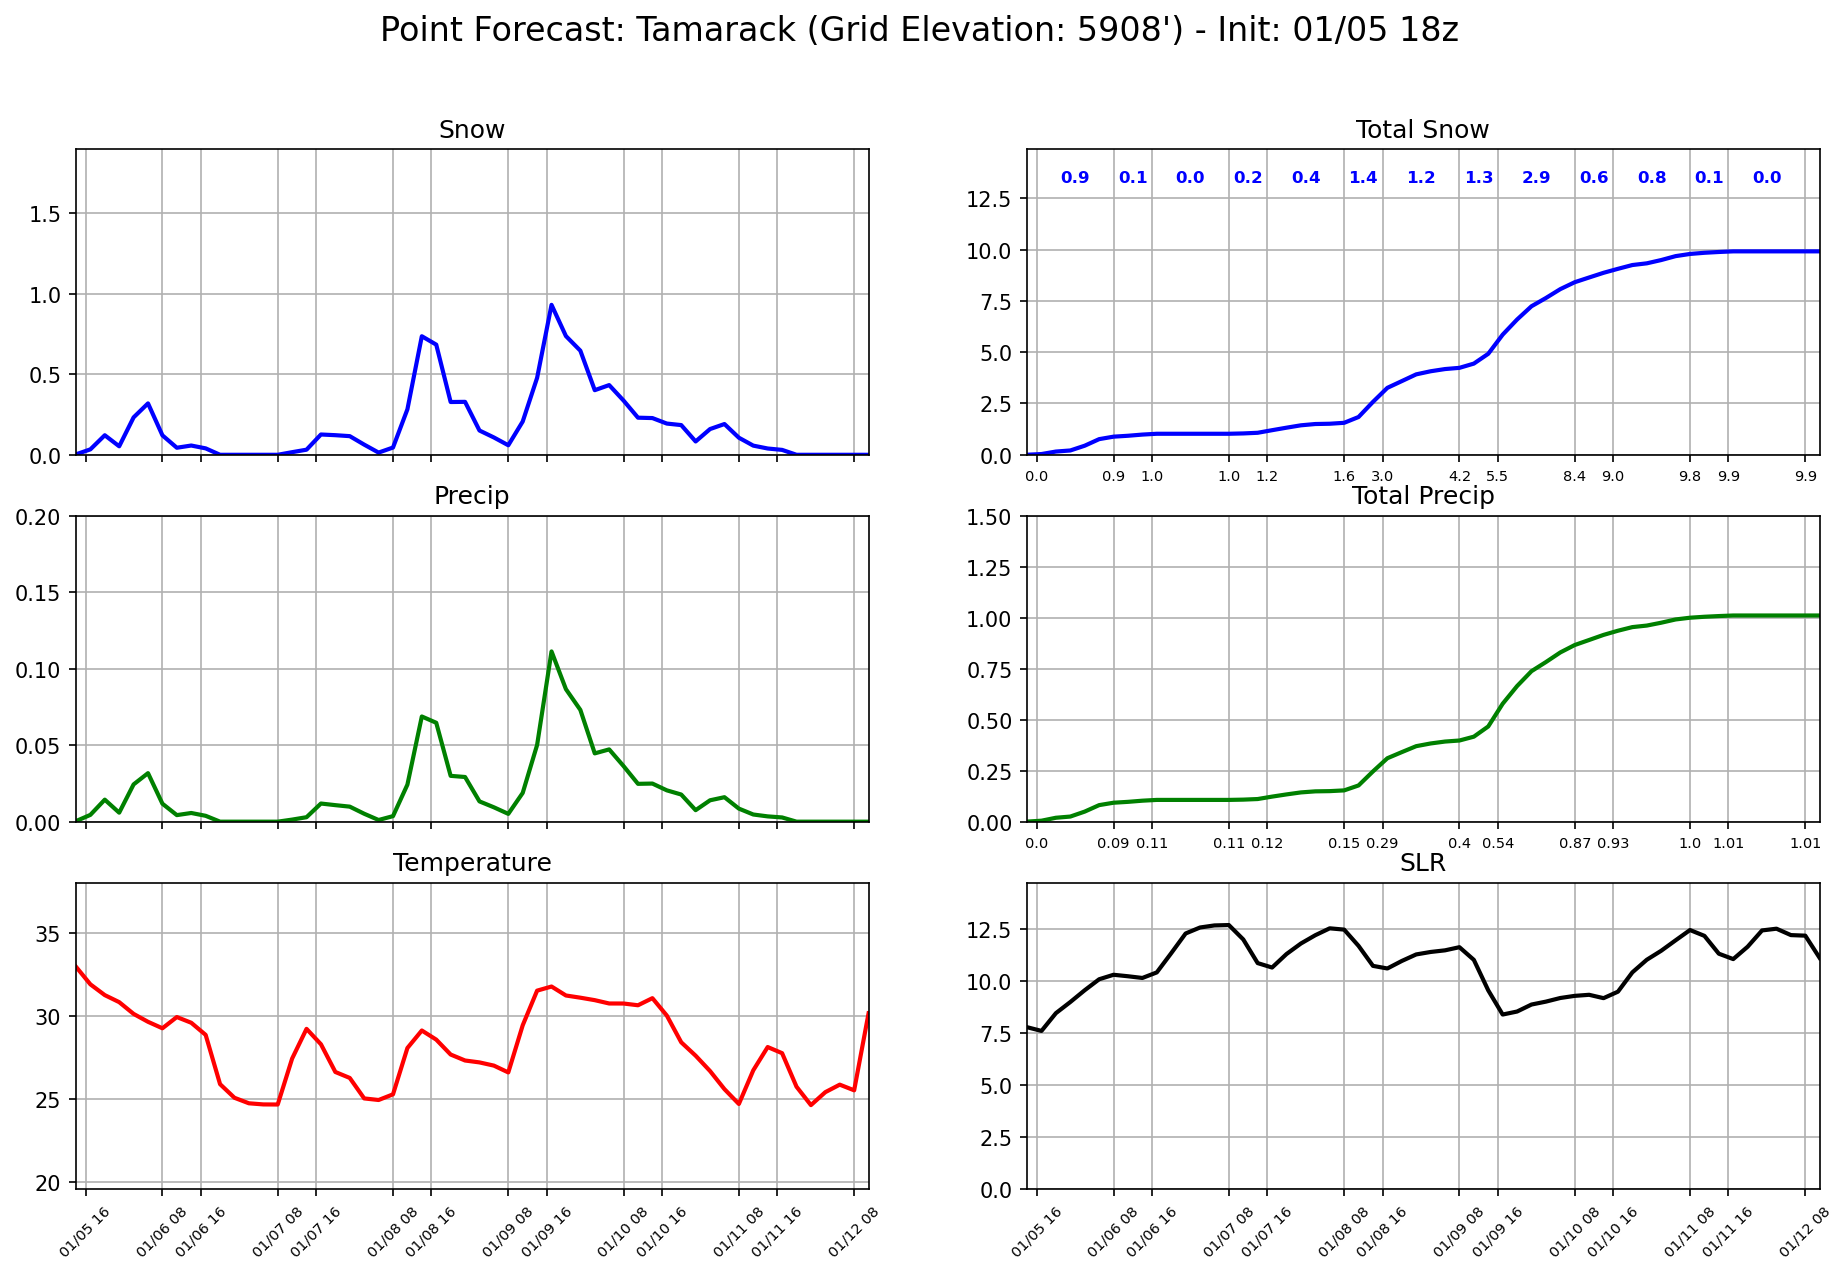 Point Forecast: Tamarack (Grid Elevation: 5908') - Init: 01/05 18z
Snow
1.5
1.0
0.5
0.0
Total Snow
0.9 0.1 0.0 0.2 0.4 1.4 1.2 1.3 2.9 0.6 0.8 0.1 0.0
12.5
10.0
7.5
5.0
2.5
0.0
0.0 0.9 1.0 1.0 1.2 1.6 3.0 4.2 5.5 8.4 9.0 9.8 9.9 9.9
Precip
0.20
0.15
0.10
0.05
0.00
Total Precip
1.50
1.25
1.00
0.75
0.50
0.25
0.00
0.0 0.09 0.11 0.11 0.12 0.15 0.29 0.4 0.54 0.87 0.93 1.0 1.01 1.01
Temperature
35
30
25
20
01/05 16 01/06 08 01/06 16 01/07 08 01/07 16 01/08 08 01/08 16 01/09 08 01/09 16 01/10 08 01/10 16 01/11 08 01/11 16 01/12 08
SLR
12.5
10.0
7.5
5.0
2.5
0.0
01/05 16 01/06 08 01/06 16 01/07 08 01/07 16 01/08 08 01/08 16 01/09 08 01/09 16 01/10 08 01/10 16 01/11 08 01/11 16 01/12 08